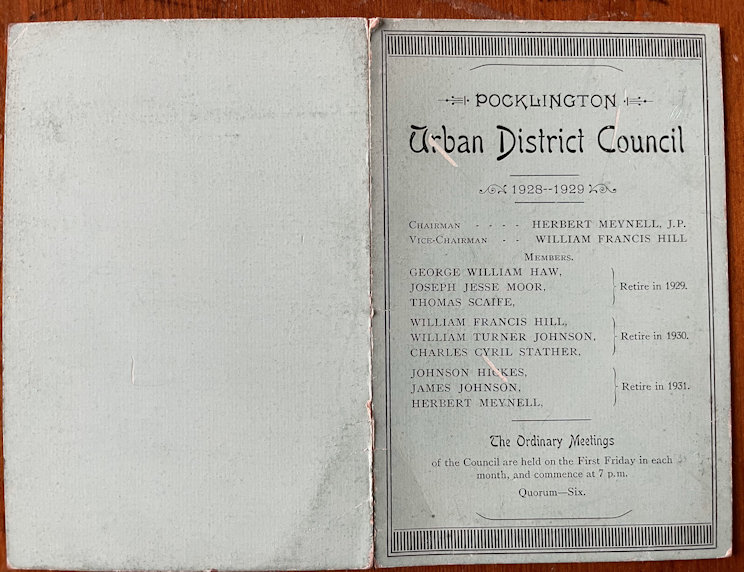 POCKLINGTON
Urban District Council
1928--1929
CHAIRMAN - - - - HERBERT MEYNELL, J.P.
VICE-CHAIRMAN - - WILLIAM FRANCIS HILL
MEMBERS.
GEORGE WILLIAM HAW,
JOSEPH JESSE MOOR, Retire in 1929.
THOMAS SCAIFE,
WILLIAM FRANCIS HILL,
WILLIAM TURNER JOHNSON, Retire in 1930.
CHARLES CYRIL STATHER,
JOHNSON HICKES,
JAMES JOHNSON, Retire in 1931.
HERBERT MEYNELL,
The Ordinary Meetings
of the Council are held on the First Friday in each
month, and commence at 7 p.m.
Quorum—Six.